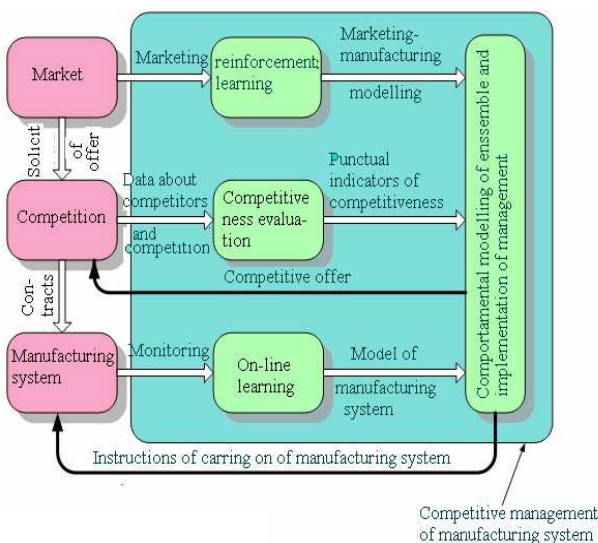 Market
Marketing
reinforcement:
learning
Marketing-
manufacturing
modelling
Solicit
of offer
Competition
Data about
competitors
and
competition
Competitive
ness evalua-
tion
Punctual
indicators of
competitiveness
Comportamental modelling of enssemble and
implementation of management
Competitive offer
Con-
tracts
Manufacturing
system
Monitoring
On-line
learning
Model of
manufacturing
system
Instructions of carring on of manufacturing system
Competitive management
of manufacturing system